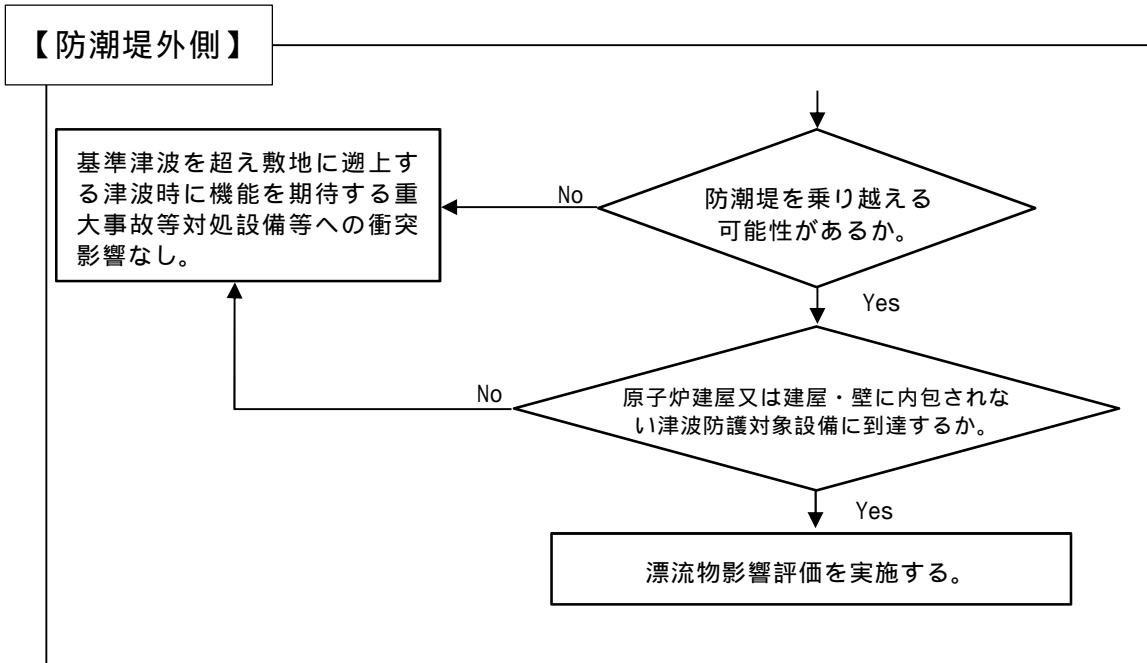 【防潮堤外側】
基準津波を超え敷地に遡上す
る津波時に機能を期待する重
大事故等対処設備等への衝突
影響なし。
No
防潮堤を乗り越える
可能性があるか。
Yes
No
原子炉建屋又は建屋・壁に内包されな
い津波防護対象設備に到達するか。
Yes
漂流物影響評価を実施する。